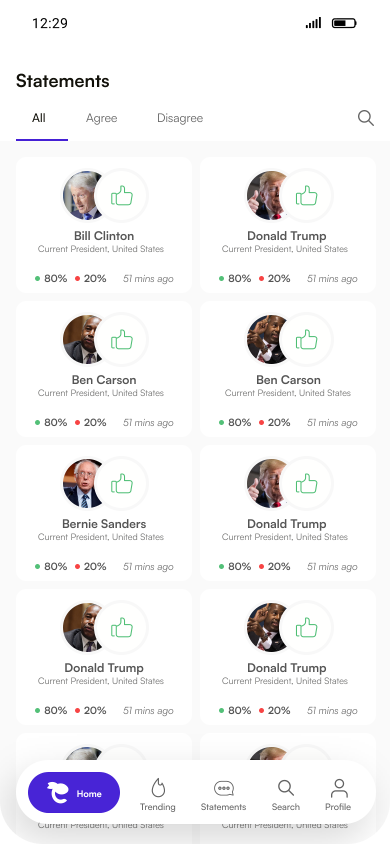 12:29
Statements
All Agree Disagree
Bill Clinton
Current President, United States
80% 20% 51 mins ago
Donald Trump
Current President, United States
80% 20% 51 mins ago
Ben Carson
Current President, United States
80% 20% 51 mins ago
Ben Carson
Current President, United States
80% 20% 51 mins ago
Bernie Sanders
Current President, United States
80% 20% 51 mins ago
Donald Trump
Current President, United States
80% 20% 51 mins ago
Donald Trump
Current President, United States
80% 20% 51 mins ago
Donald Trump
Current President, United States
80% 20% 51 mins ago
Home Trending Statements Search Profile
Current President, United States
Current President, United States